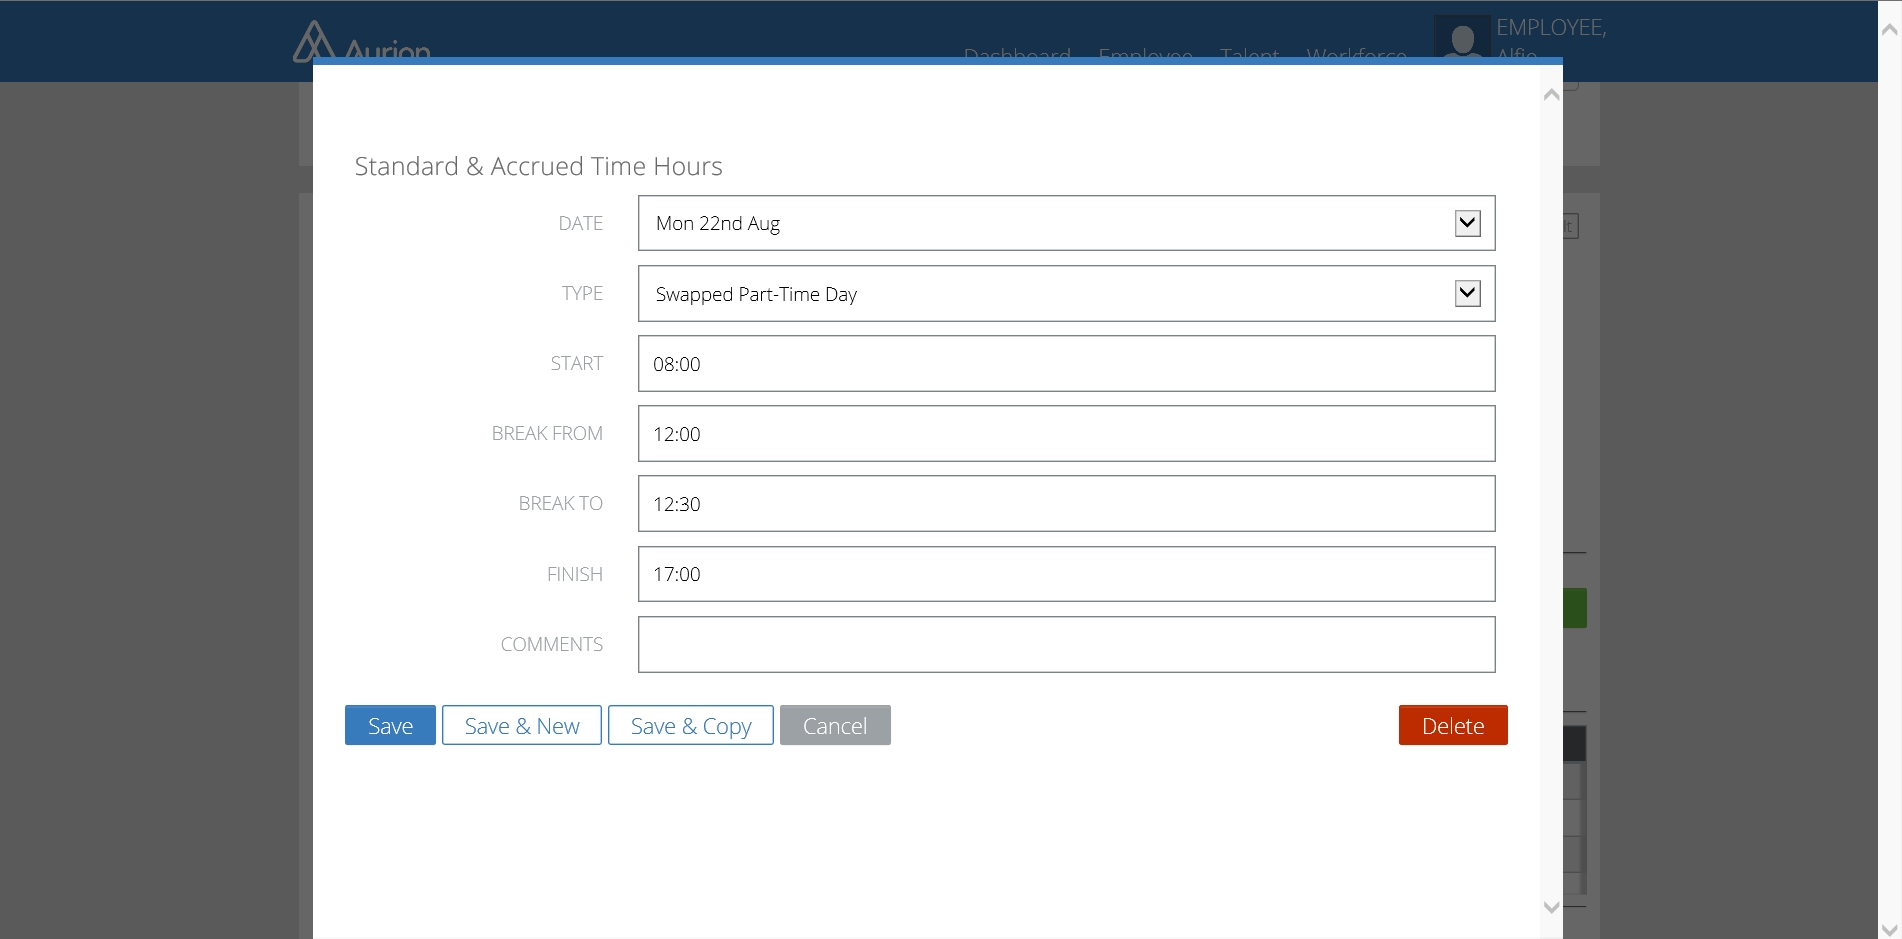 Aurion
Dashboard Employee Talent Workforce
EMPLOYEE,
Alfie
Standard & Accrued Time Hours
DATE Mon 22nd Aug
TYPE Swapped Part-Time Day
START 08:00
BREAK FROM 12:00
BREAK TO 12:30
FINISH 17:00
COMMENTS
Save Save & New Save & Copy Cancel Delete